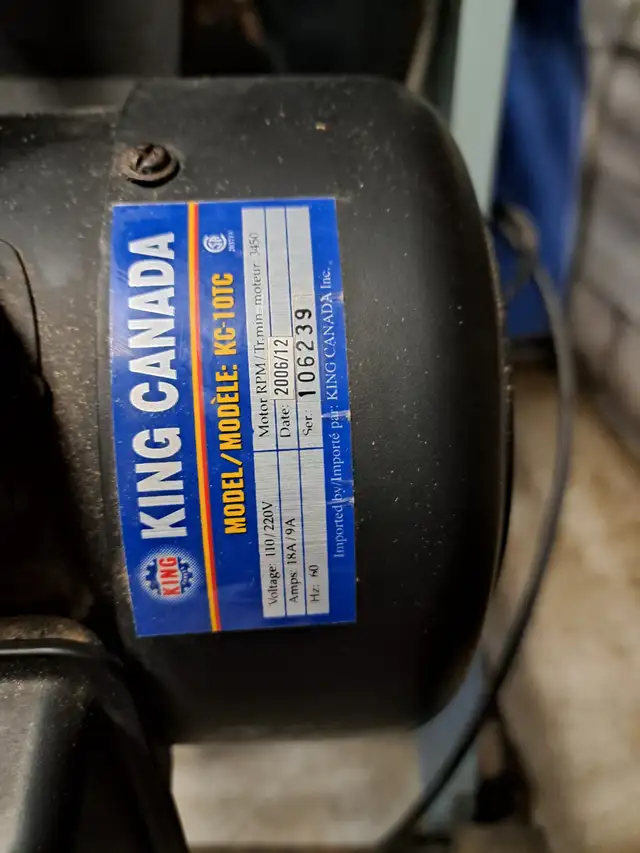 KING
KING CANADA
MODEL/MODÈLE: KC-10TC
Voltage: 110/220V
Motor RPM/Tr.min. moteur: 3450
Amps: 18A/9A
Date: 2006/12
Hz: 60
Ser.: 106239
Imported by/Importé par: KING CANADA Inc.